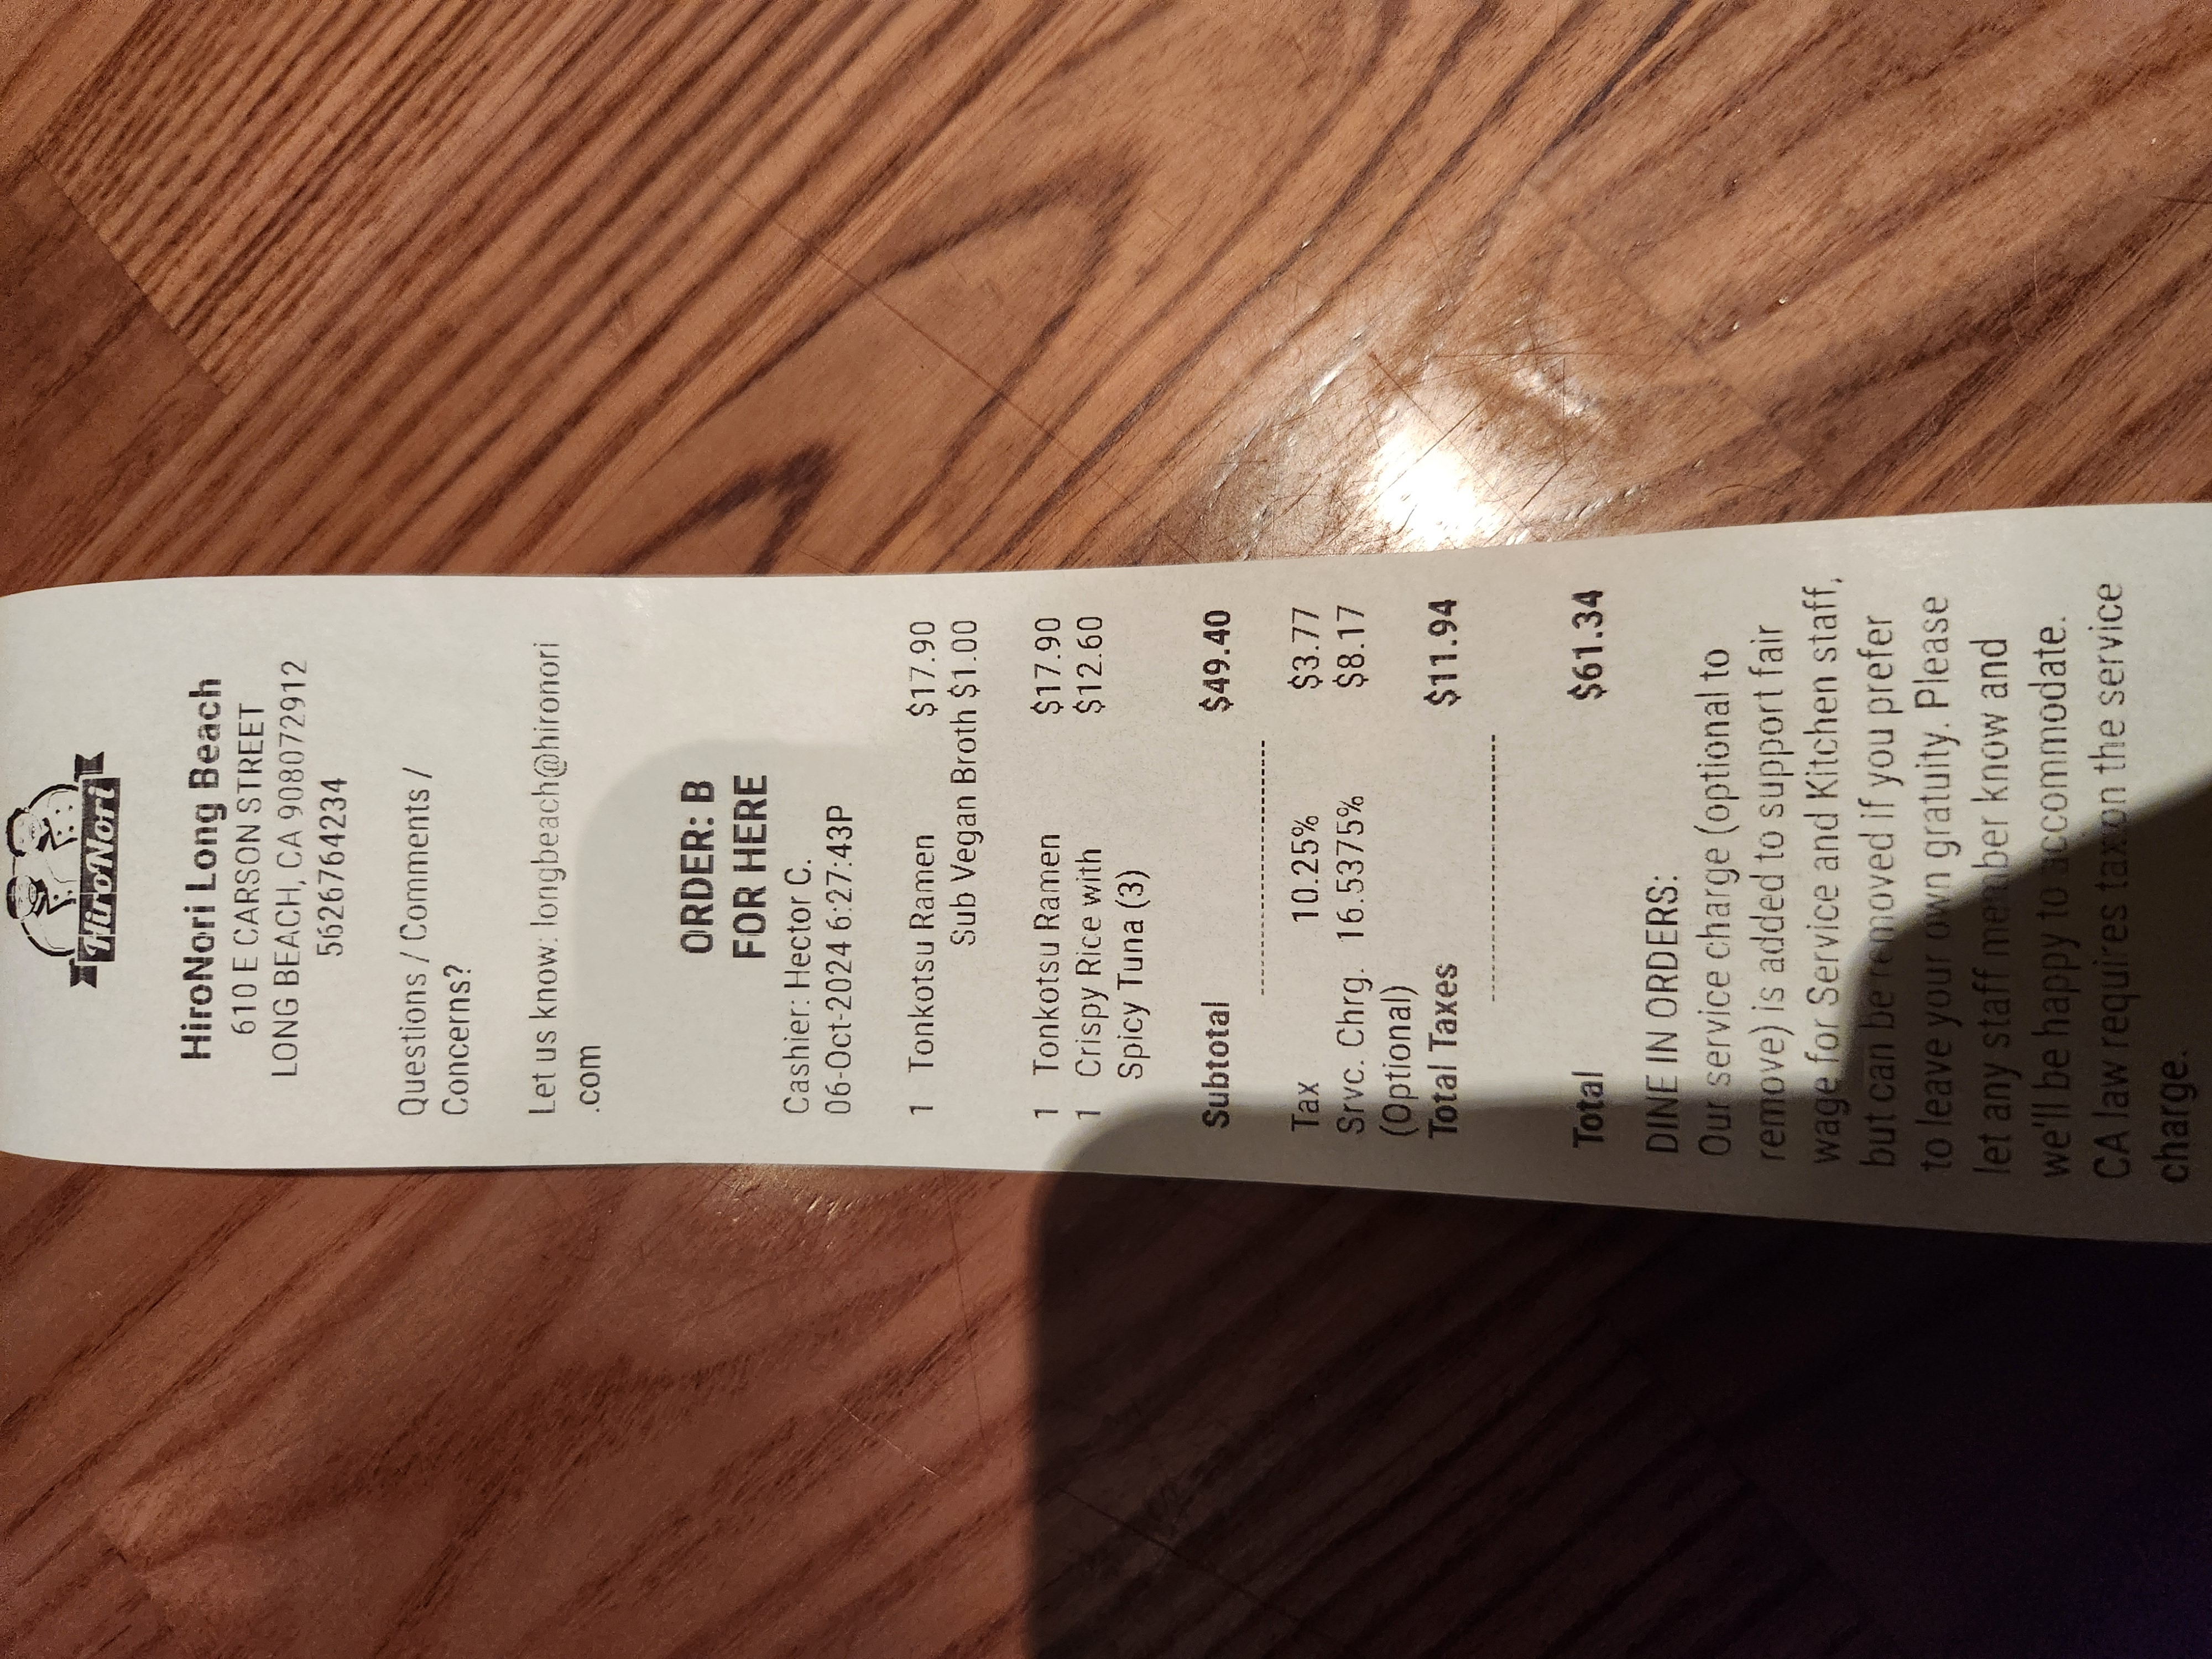 HiroNori
HiroNori Long Beach
610 E CARSON STREET
LONG BEACH, CA 908072912
5626764234
Questions / Comments /
Concerns?
Let us know: longbeach@hironori
.com
ORDER: B
FOR HERE
Cashier: Hector C.
06-Oct-2024 6:27:43P
1 Tonkotsu Ramen $17.90
Sub Vegan Broth $1.00
1 Tonkotsu Ramen $17.90
1 Crispy Rice with $12.60
Spicy Tuna (3)
Subtotal $49.40
-----------------------------
Tax 10.25% $3.77
Srvc. Chrg. 16.5375% $8.17
(Optional)
Total Taxes $11.94
-----------------------------
Total $61.34
DINE IN ORDERS:
Our service charge (optional to
remove) is added to support fair
wage for Service and Kitchen staff,
but can be removed if you prefer
to leave your own gratuity. Please
let any staff member know and
we'll be happy to accommodate.
CA law requires tax on the service
charge.